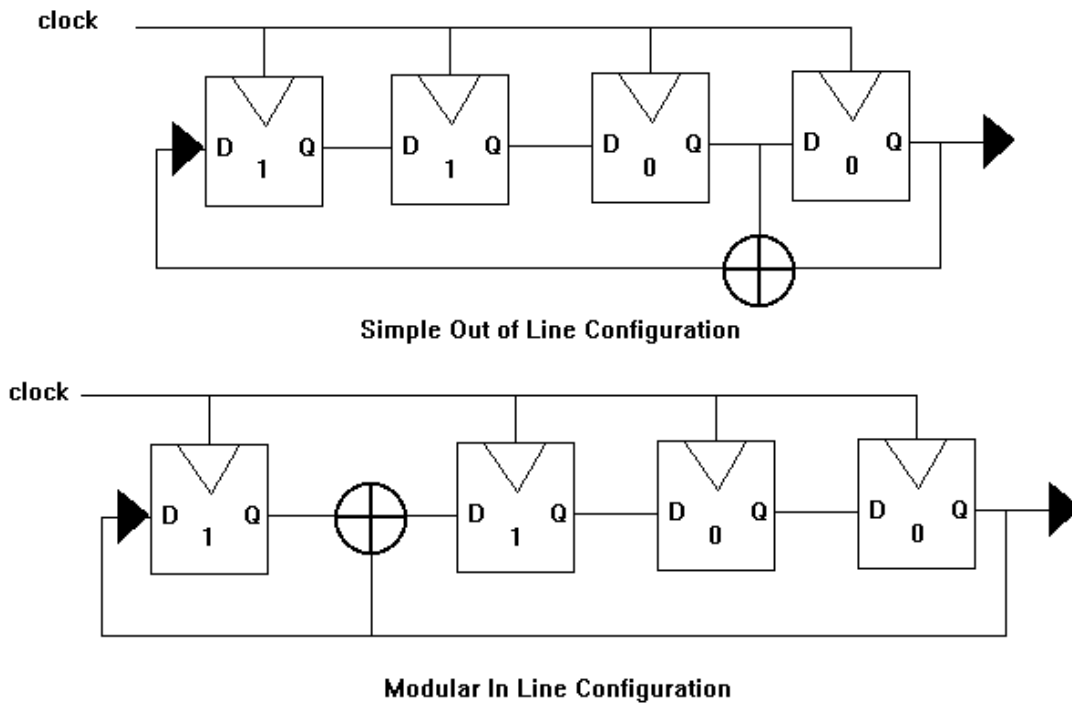 clock
D Q D Q D Q D Q
1 1 0 0
Simple Out of Line Configuration
clock
D Q D Q D Q D Q
1 1 0 0
Modular In Line Configuration